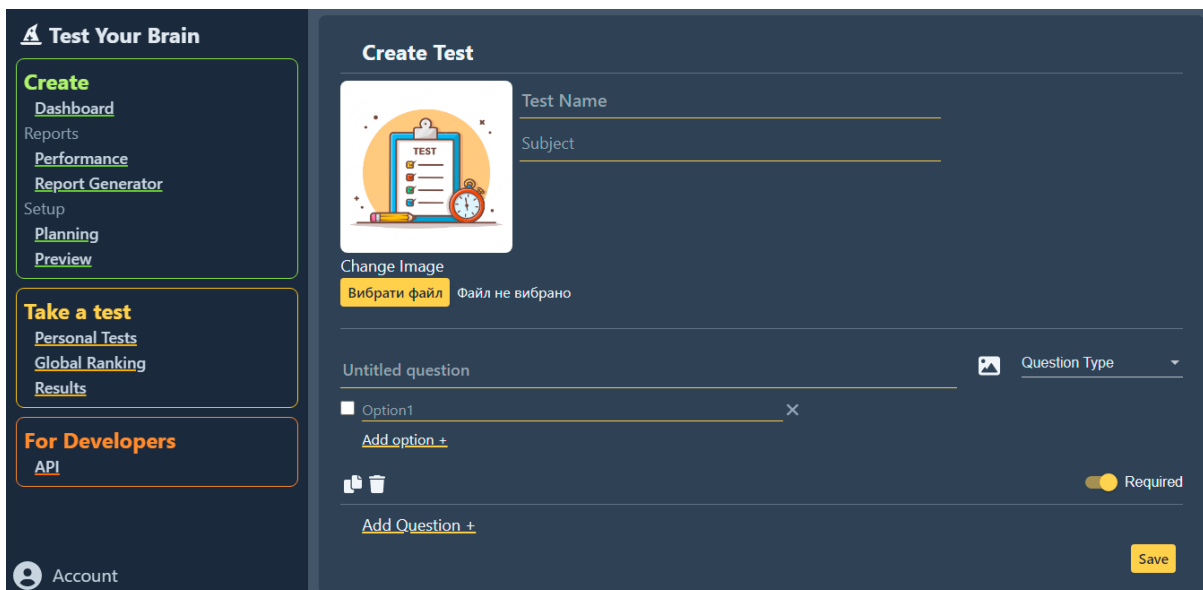 Test Your Brain
Create
Dashboard
Reports
Performance
Report Generator
Setup
Planning
Preview
Take a test
Personal Tests
Global Ranking
Results
For Developers
API
Account
Create Test
TEST
Test Name
Subject
Change Image
Вибрати файл Файл не вибрано
Untitled question
Question Type
Option1
Add option +
Required
Add Question +
Save